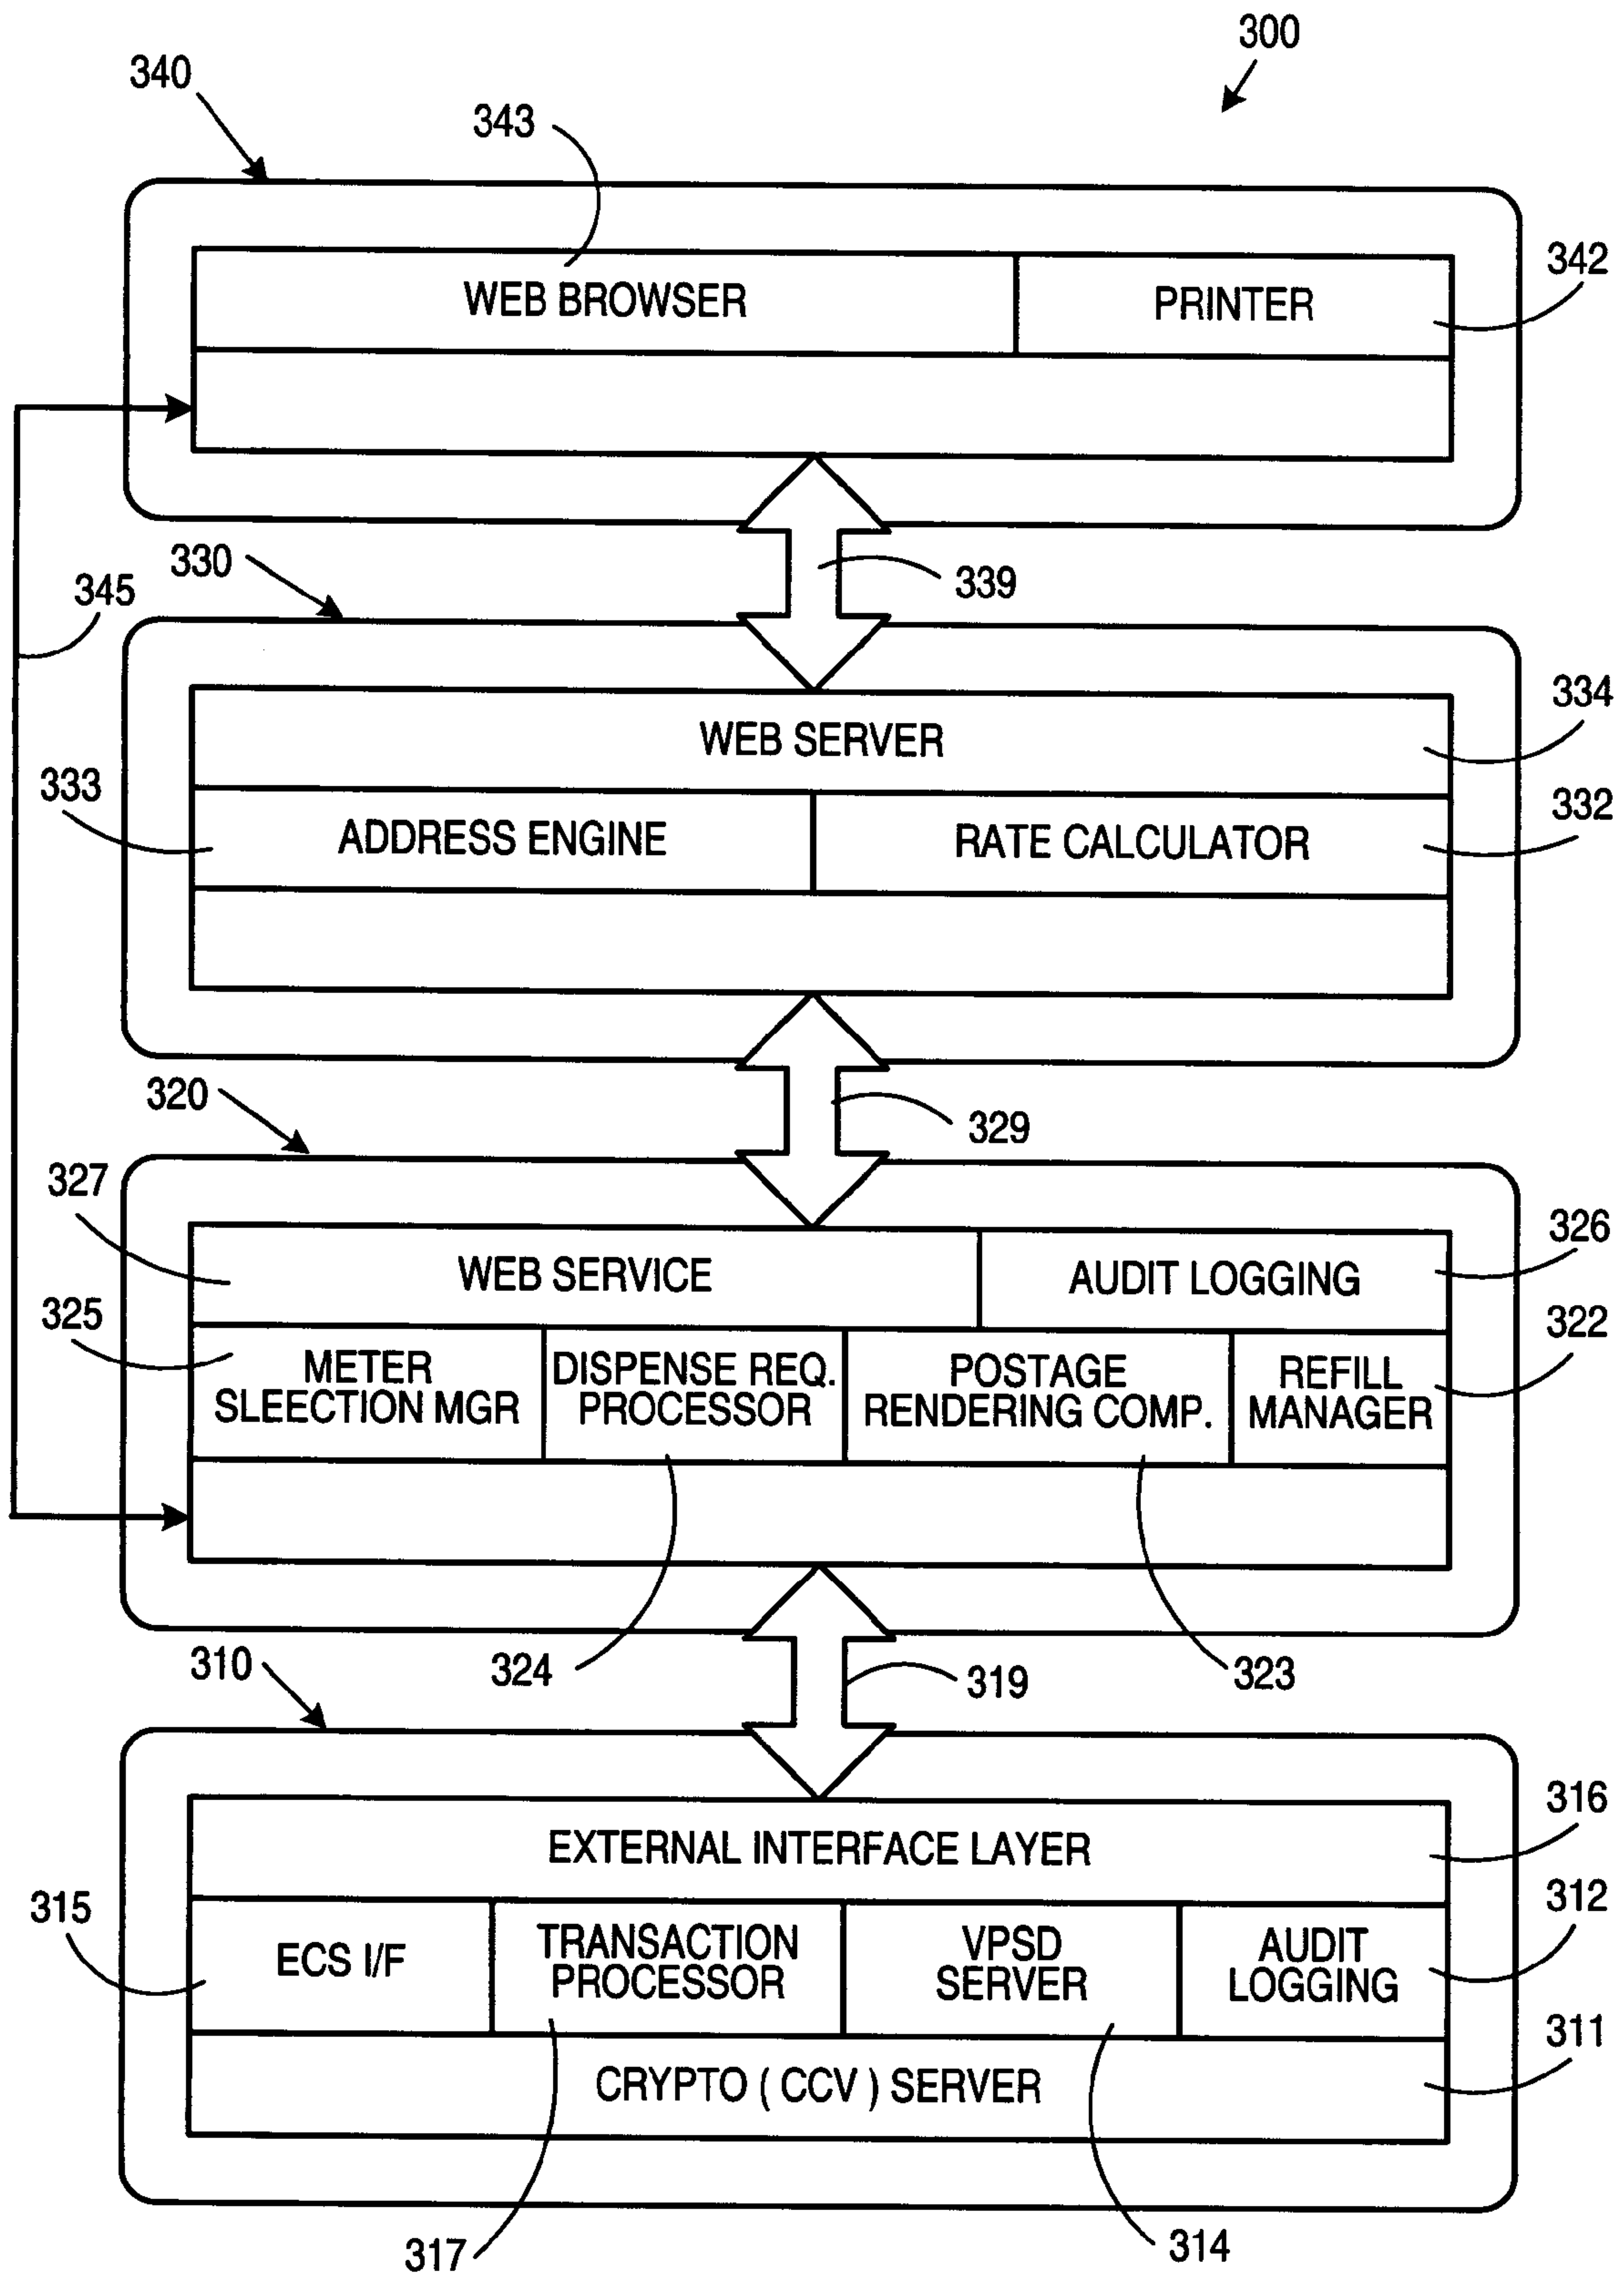 300
340
343
WEB BROWSER
PRINTER
342
330
339
345
WEB SERVER
334
333
ADDRESS ENGINE
RATE CALCULATOR
332
320
329
327
WEB SERVICE
AUDIT LOGGING
326
325
METER
SLEECTION MGR
DISPENSE REQ.
PROCESSOR
POSTAGE
RENDERING COMP.
REFILL
MANAGER
322
324
323
310
319
EXTERNAL INTERFACE LAYER
316
315
ECS I/F
TRANSACTION
PROCESSOR
VPSD
SERVER
AUDIT
LOGGING
312
CRYPTO ( CCV ) SERVER
311
317
314